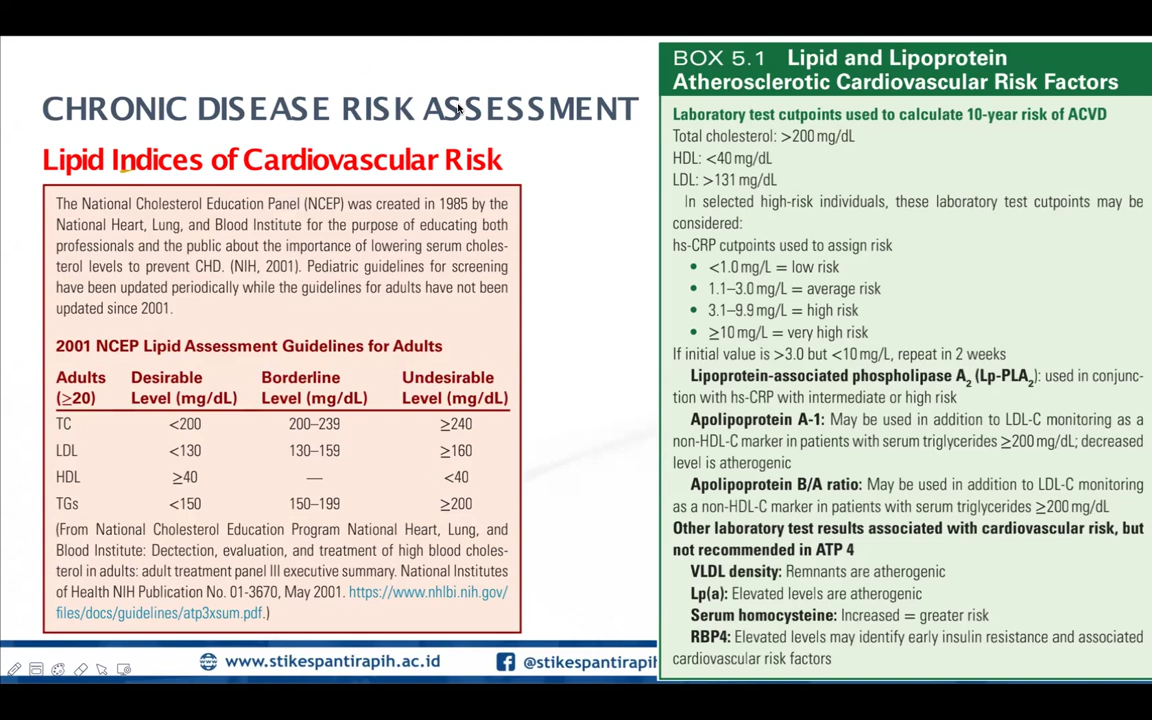 CHRONIC DISEASE RISK ASSESSMENT
Lipid Indices of Cardiovascular Risk
The National Cholesterol Education Panel (NCEP) was created in 1985 by the
National Heart, Lung, and Blood Institute for the purpose of educating both
professionals and the public about the importance of lowering serum choles-
terol levels to prevent CHD. (NIH, 2001). Pediatric guidelines for screening
have been updated periodically while the guidelines for adults have not been
updated since 2001.
2001 NCEP Lipid Assessment Guidelines for Adults
Adults Desirable Borderline Undesirable
(≥20) Level (mg/dL) Level (mg/dL) Level (mg/dL)
TC <200 200–239 ≥240
LDL <130 130–159 ≥160
HDL ≥40 — <40
TGs <150 150–199 ≥200
(From National Cholesterol Education Program National Heart, Lung, and
Blood Institute: Dectection, evaluation, and treatment of high blood choles-
terol in adults: adult treatment panel III executive summary. National Institutes
of Health NIH Publication No. 01-3670, May 2001. https://www.nhlbi.nih.gov/
files/docs/guidelines/atp3xsum.pdf.)
www.stikespantirapih.ac.id @stikespantirapih
BOX 5.1 Lipid and Lipoprotein
Atherosclerotic Cardiovascular Risk Factors
Laboratory test cutpoints used to calculate 10-year risk of ACVD
Total cholesterol: >200 mg/dL
HDL: <40 mg/dL
LDL: >131 mg/dL
In selected high-risk individuals, these laboratory test cutpoints may be
considered:
hs-CRP cutpoints used to assign risk
• <1.0 mg/L = low risk
• 1.1–3.0 mg/L = average risk
• 3.1–9.9 mg/L = high risk
• ≥10 mg/L = very high risk
If initial value is >3.0 but <10 mg/L, repeat in 2 weeks
Lipoprotein-associated phospholipase A2 (Lp-PLA2): used in conjunc-
tion with hs-CRP with intermediate or high risk
Apolipoprotein A-1: May be used in addition to LDL-C monitoring as a
non-HDL-C marker in patients with serum triglycerides ≥200 mg/dL; decreased
level is atherogenic
Apolipoprotein B/A ratio: May be used in addition to LDL-C monitoring
as a non-HDL-C marker in patients with serum triglycerides ≥200 mg/dL
Other laboratory test results associated with cardiovascular risk, but
not recommended in ATP 4
VLDL density: Remnants are atherogenic
Lp(a): Elevated levels are atherogenic
Serum homocysteine: Increased = greater risk
RBP4: Elevated levels may identify early insulin resistance and associated
cardiovascular risk factors